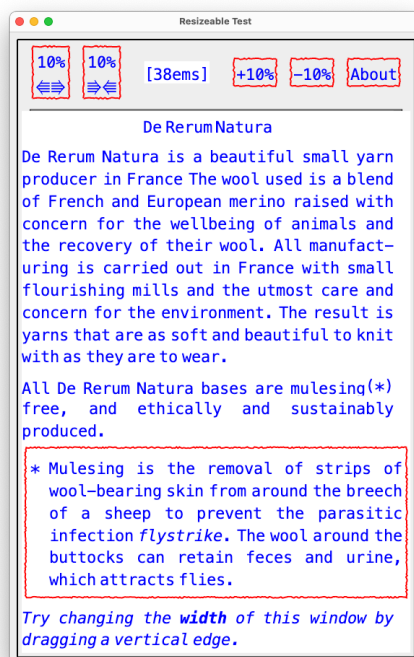 Resizeable Test
10% 10% [38ems] +10% -10% About
⇚⇛ ⇛⇚
De Rerum Natura
De Rerum Natura is a beautiful small yarn
producer in France The wool used is a blend
of French and European merino raised with
concern for the wellbeing of animals and
the recovery of their wool. All manufact-
uring is carried out in France with small
flourishing mills and the utmost care and
concern for the environment. The result is
yarns that are as soft and beautiful to knit
with as they are to wear.
All De Rerum Natura bases are mulesing(*)
free, and ethically and sustainably
produced.
* Mulesing is the removal of strips of
wool-bearing skin from around the breech
of a sheep to prevent the parasitic
infection flystrike. The wool around the
buttocks can retain feces and urine,
which attracts flies.
Try changing the width of this window by
dragging a vertical edge.